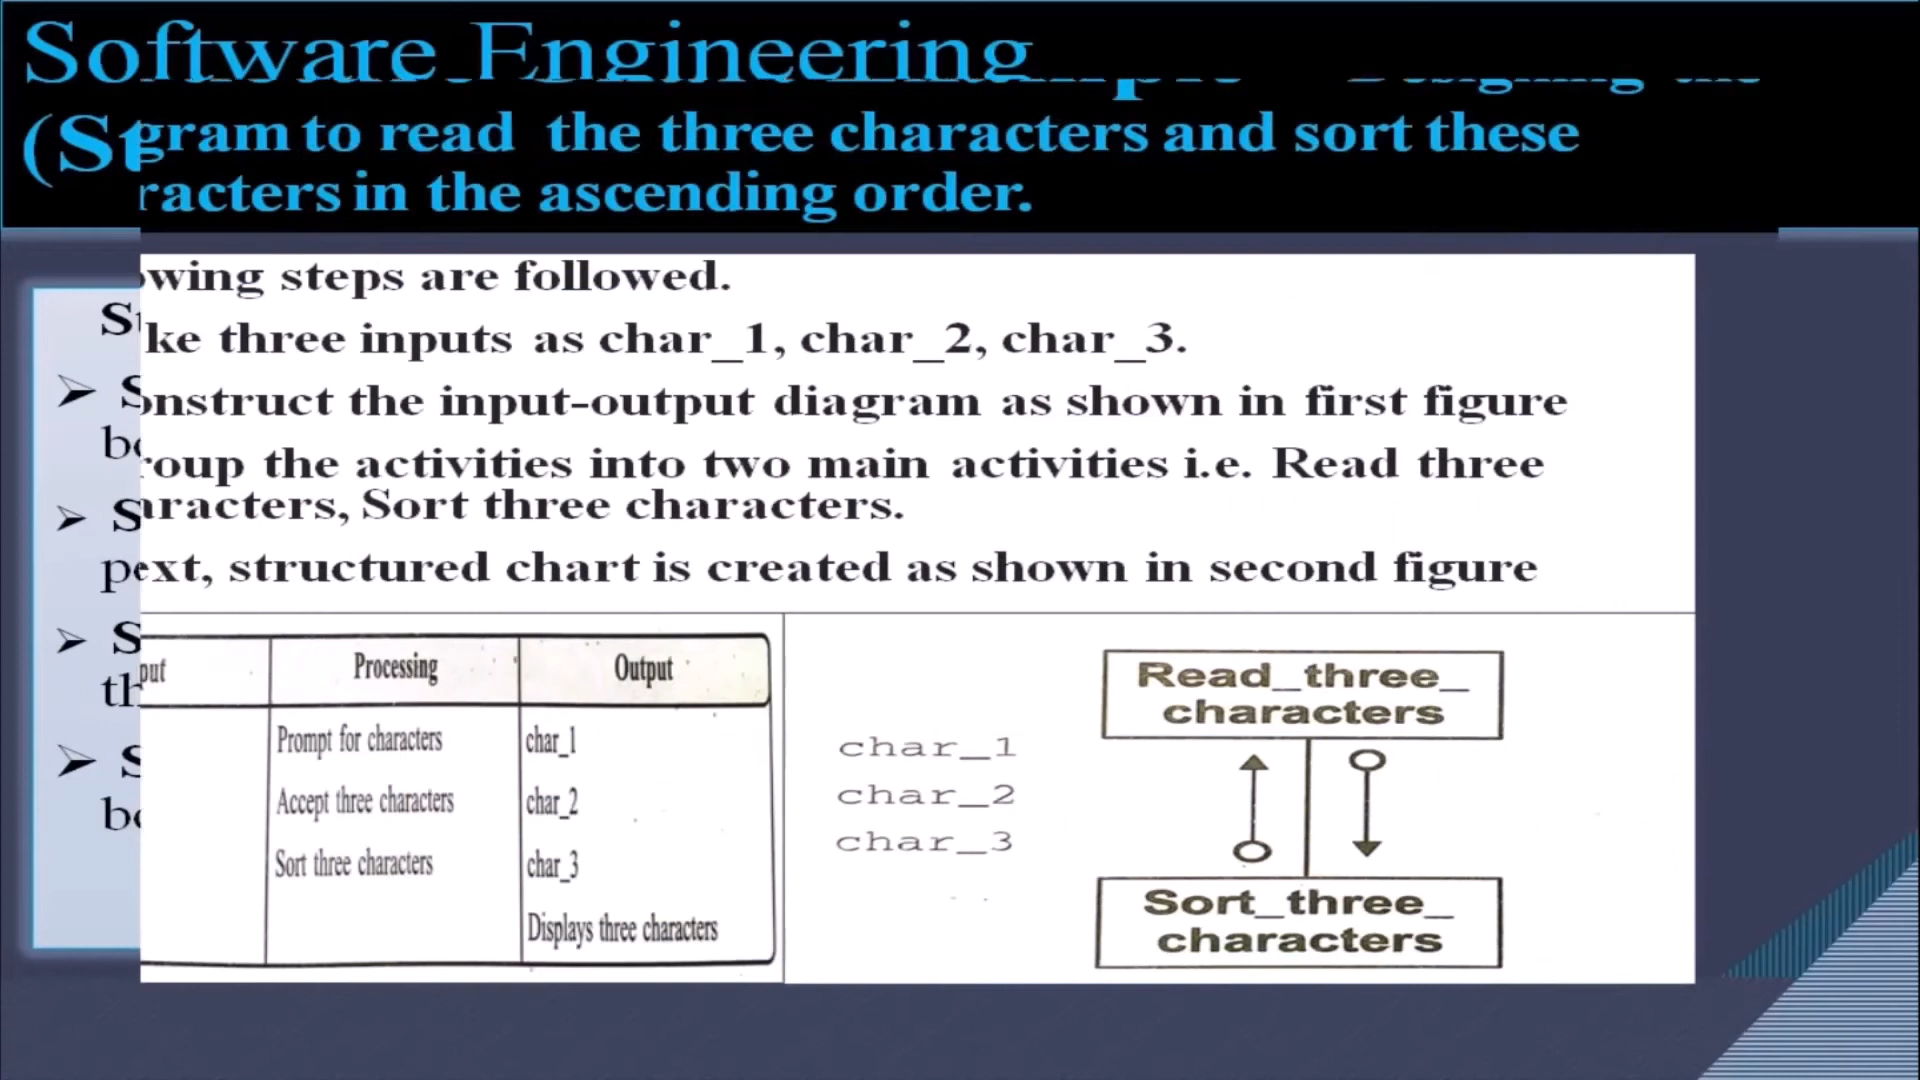 Software Engineering
Designing the
(St
gram to read the three characters and sort these
racters in the ascending order.
wing steps are followed.
ke three inputs as char_1, char_2, char_3.
onstruct the input-output diagram as shown in first figure
roup the activities into two main activities i.e. Read three
aracters, Sort three characters.
ext, structured chart is created as shown in second figure
put Processing Output
Prompt for characters char_1
Accept three characters char_2
Sort three characters char_3
Displays three characters
char_1
char_2
char_3
Read_three_
characters
Sort_three_
characters